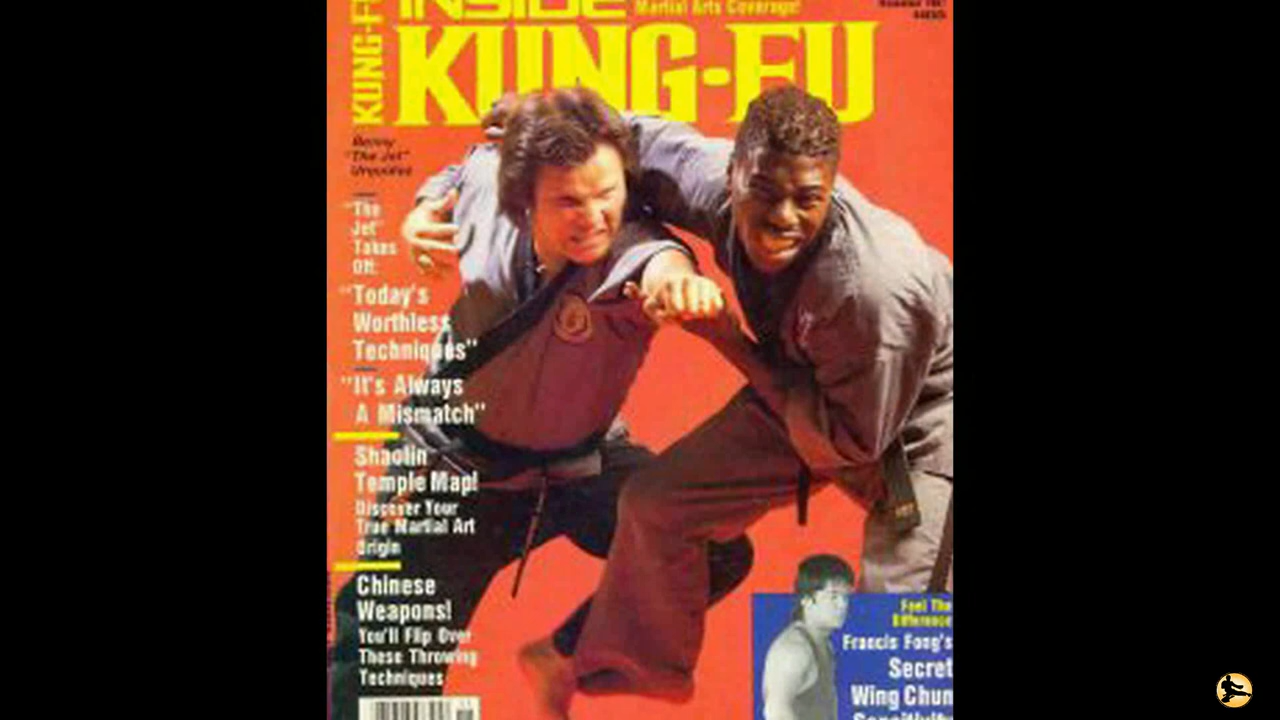 INSIDE
Martial Arts Coverage!
KUNG-FU
KUNG-FU
Benny
"The Jet"
Urquidez
"The
Jet"
Takes
Off:
"Today's
Worthless
Techniques"
"It's Always
A Mismatch"
Shaolin
Temple Map!
Discover Your
True Martial Art
Origin
Chinese
Weapons!
You'll Flip Over
These Throwing
Techniques
Feel The
Difference
Francis Fong's
Secret
Wing Chun
Sensitivity